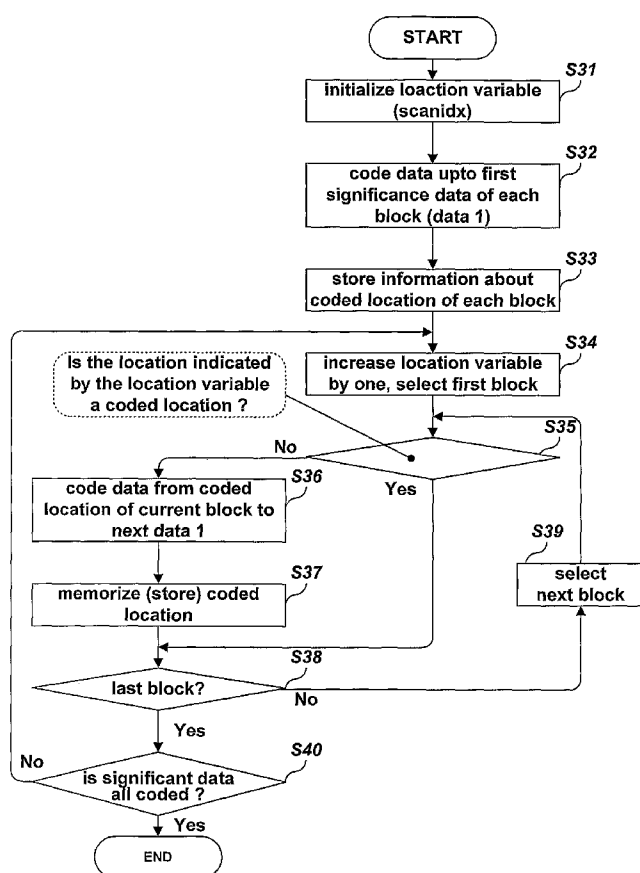 START
S31
initialize loaction variable
(scanidx)
S32
code data upto first
significance data of each
block (data 1)
S33
store information about
coded location of each block
S34
increase location variable
by one, select first block
Is the location indicated
by the location variable
a coded location ?
S35
No
Yes
S36
code data from coded
location of current block to
next data 1
S37
memorize (store) coded
location
S39
select
next block
S38
last block?
No
Yes
S40
No
is significant data
all coded ?
Yes
END